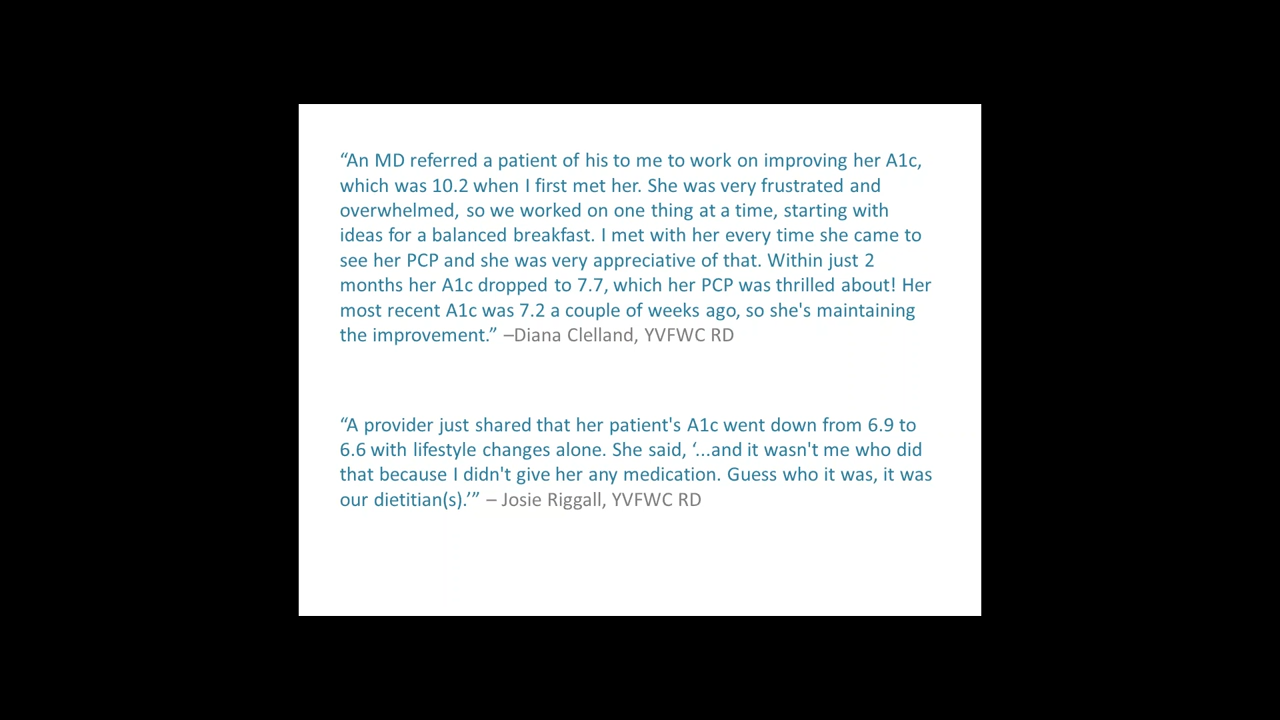 “An MD referred a patient of his to me to work on improving her A1c,
which was 10.2 when I first met her. She was very frustrated and
overwhelmed, so we worked on one thing at a time, starting with
ideas for a balanced breakfast. I met with her every time she came to
see her PCP and she was very appreciative of that. Within just 2
months her A1c dropped to 7.7, which her PCP was thrilled about! Her
most recent A1c was 7.2 a couple of weeks ago, so she's maintaining
the improvement.” –Diana Clelland, YVFWC RD
“A provider just shared that her patient's A1c went down from 6.9 to
6.6 with lifestyle changes alone. She said, ‘...and it wasn't me who did
that because I didn't give her any medication. Guess who it was, it was
our dietitian(s).’” – Josie Riggall, YVFWC RD